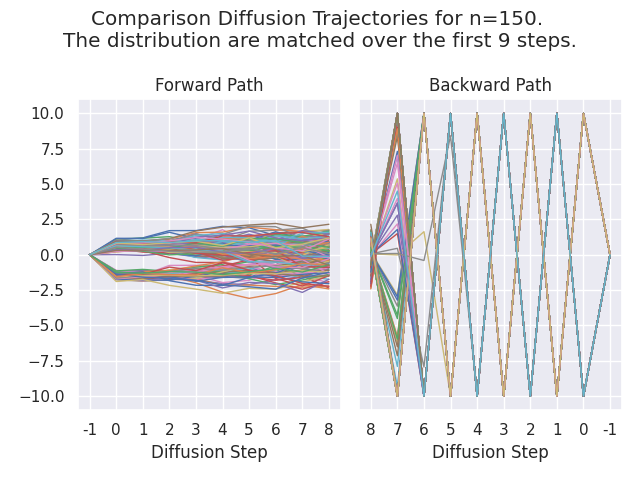 Comparison Diffusion Trajectories for n=150.
The distribution are matched over the first 9 steps.
Forward Path
Backward Path
10.0
7.5
5.0
2.5
0.0
−2.5
−5.0
−7.5
−10.0
-1 0 1 2 3 4 5 6 7 8
8 7 6 5 4 3 2 1 0 -1
Diffusion Step
Diffusion Step